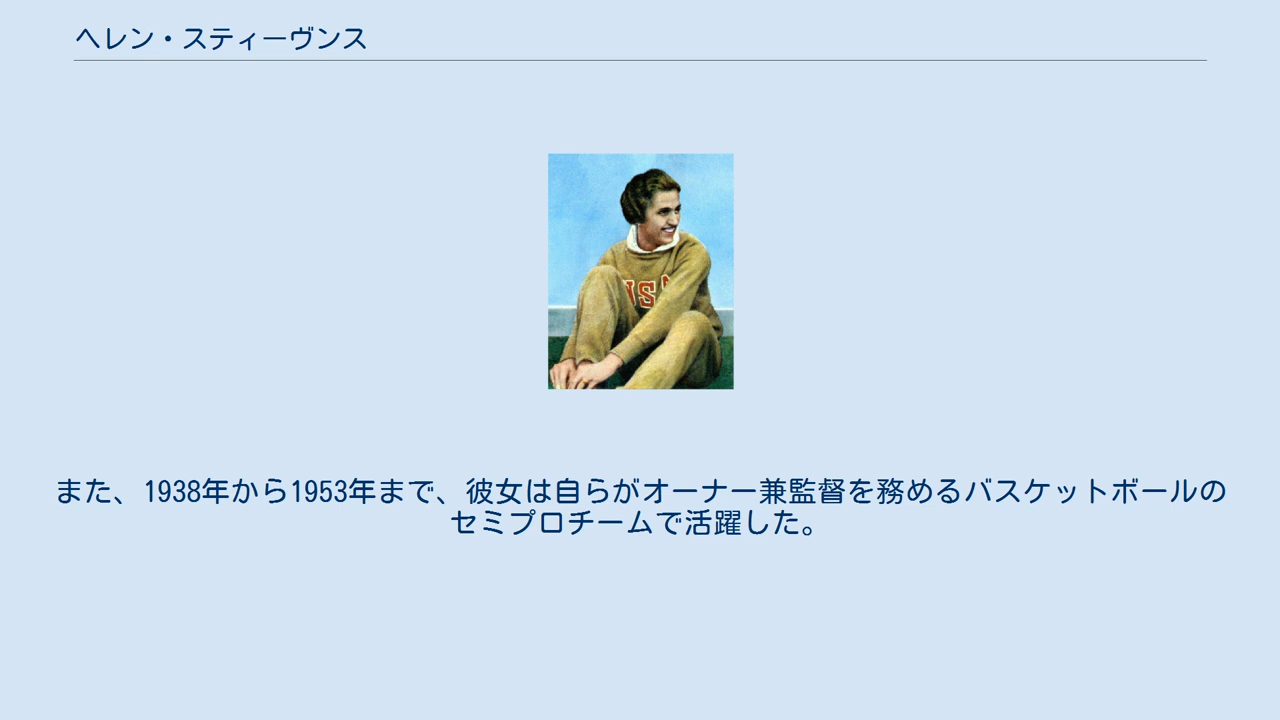 ヘレン・スティーヴンス
USA
また、1938年から1953年まで、彼女は自らがオーナー兼監督を務めるバスケットボールの
セミプロチームで活躍した。